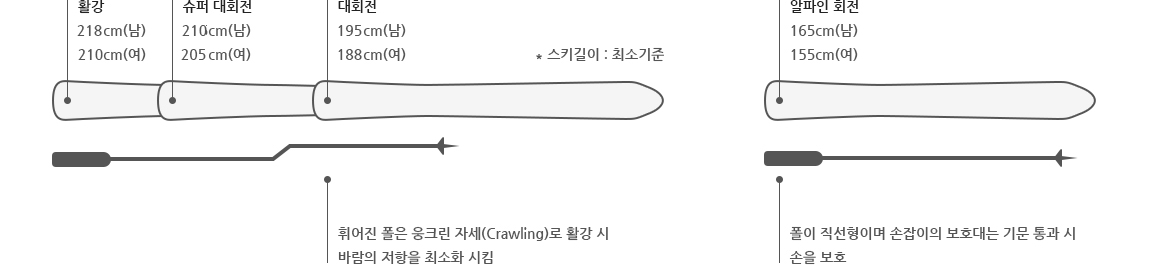 활강
218cm(남)
210cm(여)
슈퍼 대회전
210cm(남)
205cm(여)
대회전
195cm(남)
188cm(여)
* 스키길이 : 최소기준
알파인 회전
165cm(남)
155cm(여)
휘어진 폴은 웅크린 자세(Crawling)로 활강 시
바람의 저항을 최소화 시킴
폴이 직선형이며 손잡이의 보호대는 기문 통과 시
손을 보호